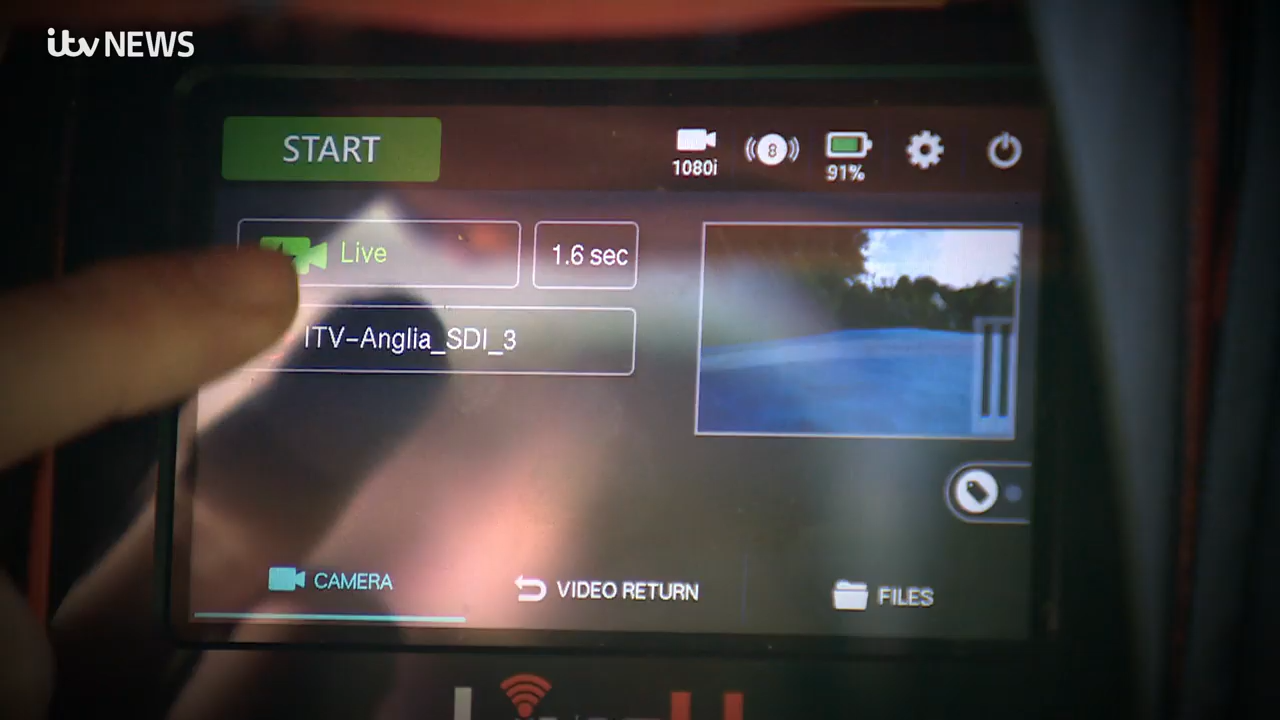 itv NEWS
START
1080i
8
91%
Live
1.6 sec
ITV-Anglia_SDI_3
CAMERA
VIDEO RETURN
FILES